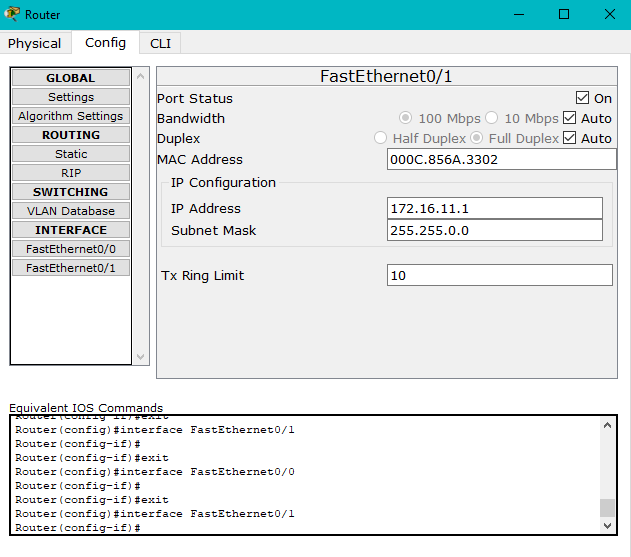 Router
Physical Config CLI
GLOBAL
Settings
Algorithm Settings
ROUTING
Static
RIP
SWITCHING
VLAN Database
INTERFACE
FastEthernet0/0
FastEthernet0/1
FastEthernet0/1
Port Status On
Bandwidth 100 Mbps 10 Mbps Auto
Duplex Half Duplex Full Duplex Auto
MAC Address 000C.856A.3302
IP Configuration
IP Address 172.16.11.1
Subnet Mask 255.255.0.0
Tx Ring Limit 10
Equivalent IOS Commands
Router(config-if)#exit
Router(config)#interface FastEthernet0/1
Router(config-if)#
Router(config-if)#exit
Router(config)#interface FastEthernet0/0
Router(config-if)#
Router(config-if)#exit
Router(config)#interface FastEthernet0/1
Router(config-if)#